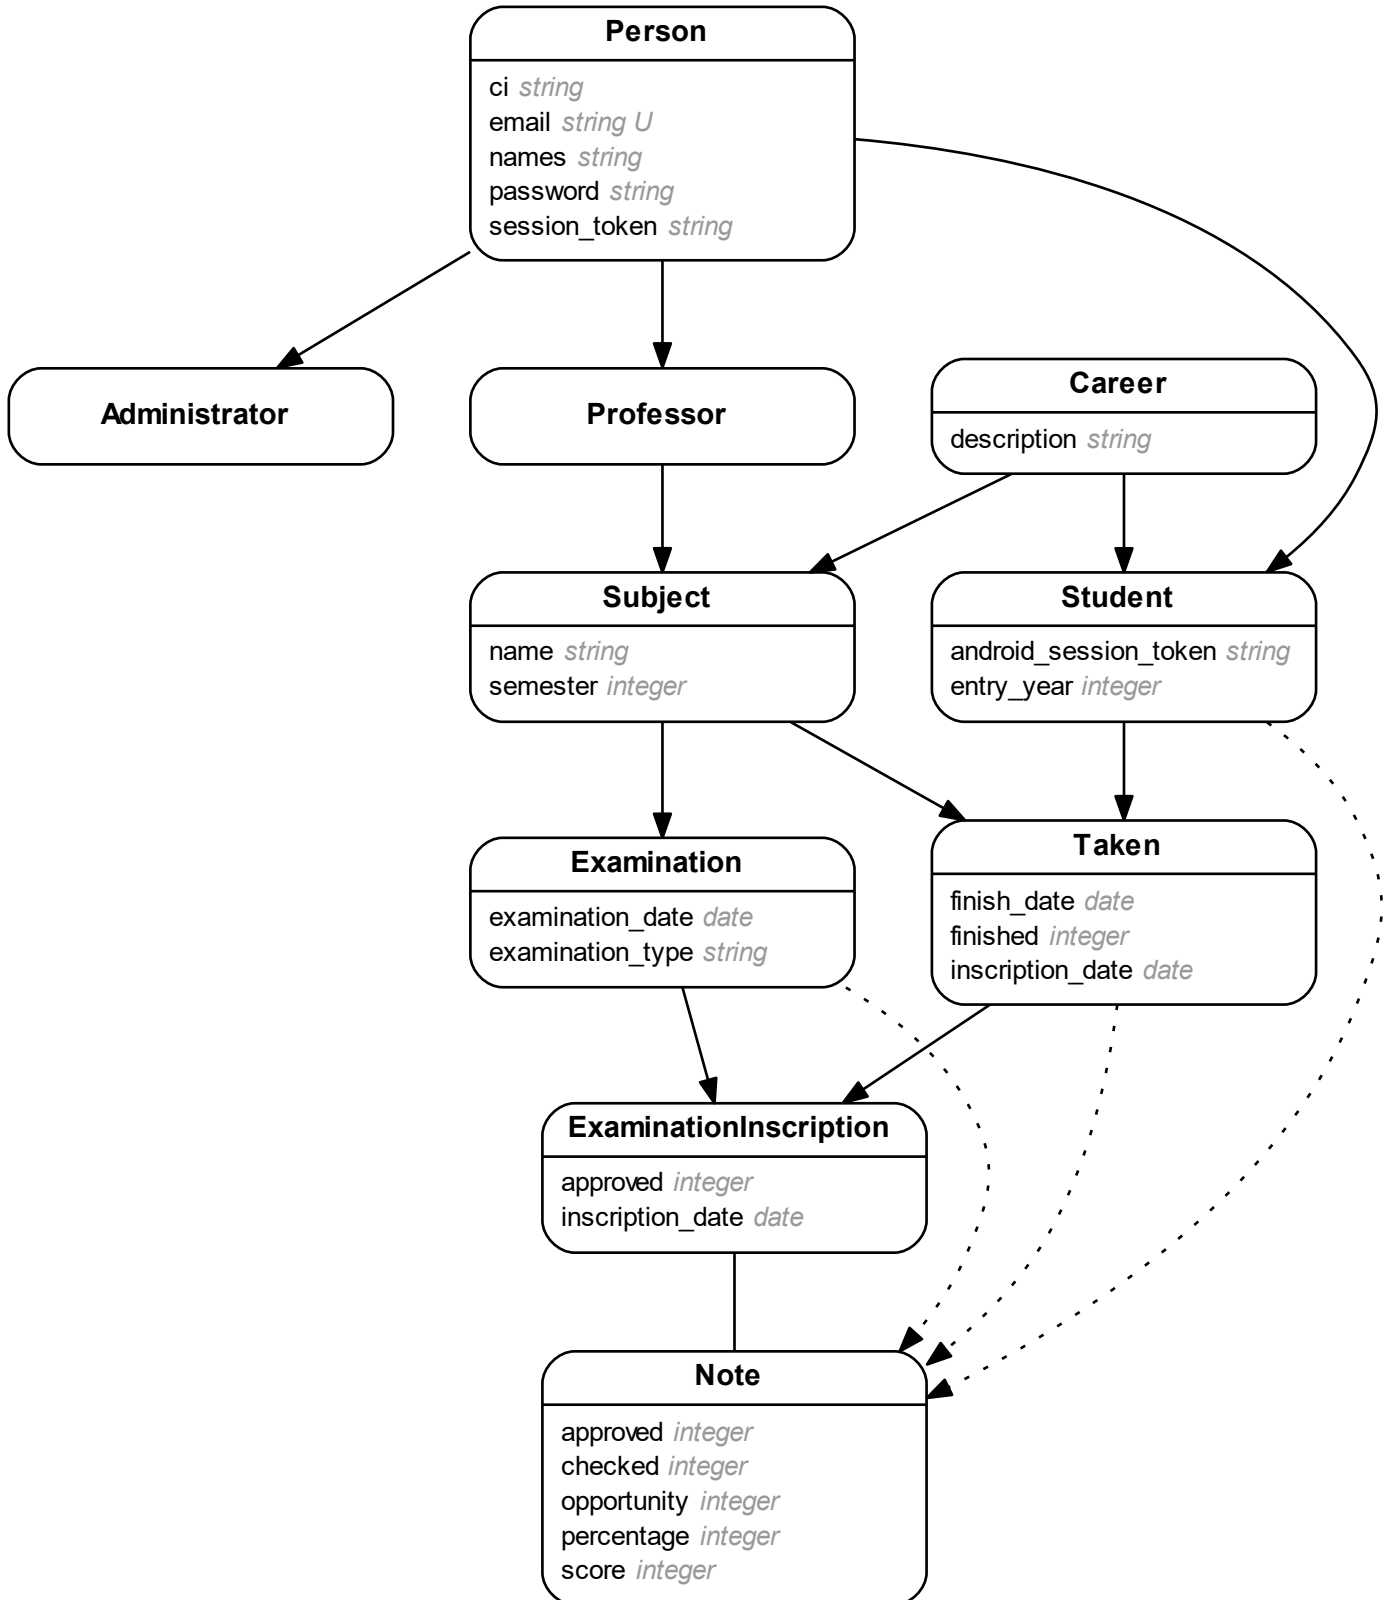 Person
ci string
email string U
names string
password string
session_token string
Administrator
Professor
Career
description string
Subject
name string
semester integer
Student
android_session_token string
entry_year integer
Examination
examination_date date
examination_type string
Taken
finish_date date
finished integer
inscription_date date
ExaminationInscription
approved integer
inscription_date date
Note
approved integer
checked integer
opportunity integer
percentage integer
score integer